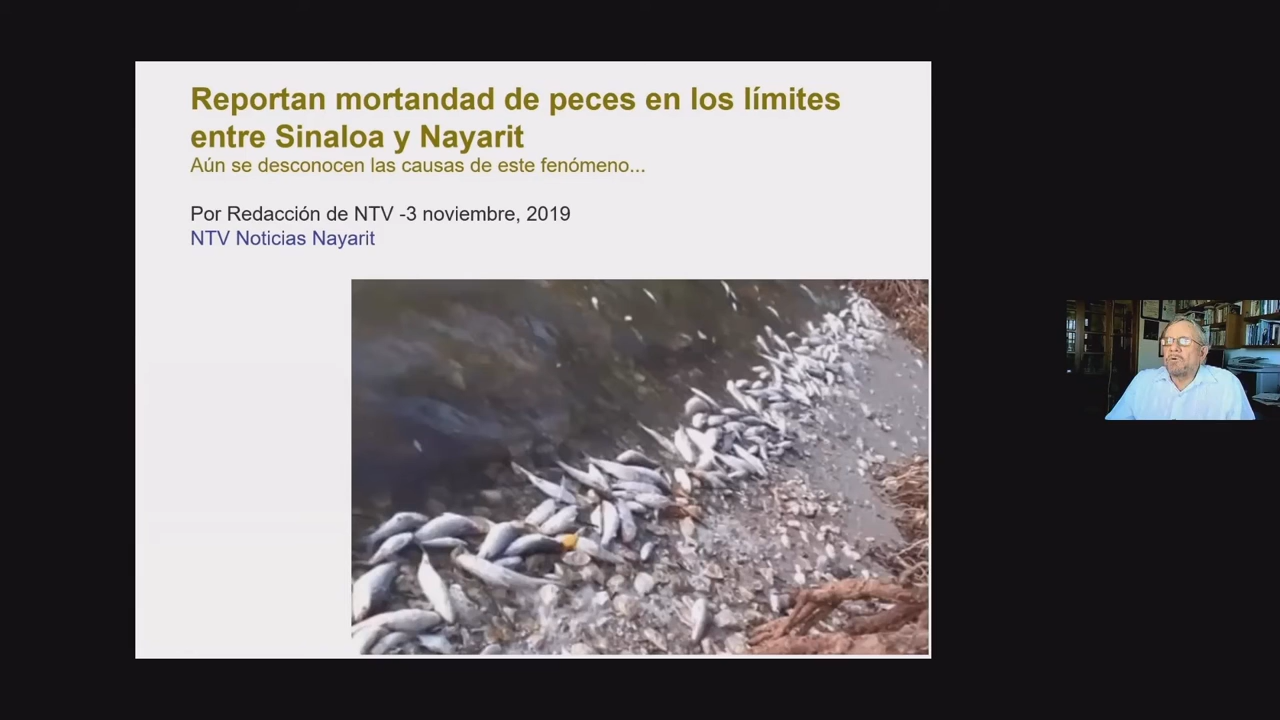 Reportan mortandad de peces en los límites
entre Sinaloa y Nayarit
Aún se desconocen las causas de este fenómeno...
Por Redacción de NTV -3 noviembre, 2019
NTV Noticias Nayarit